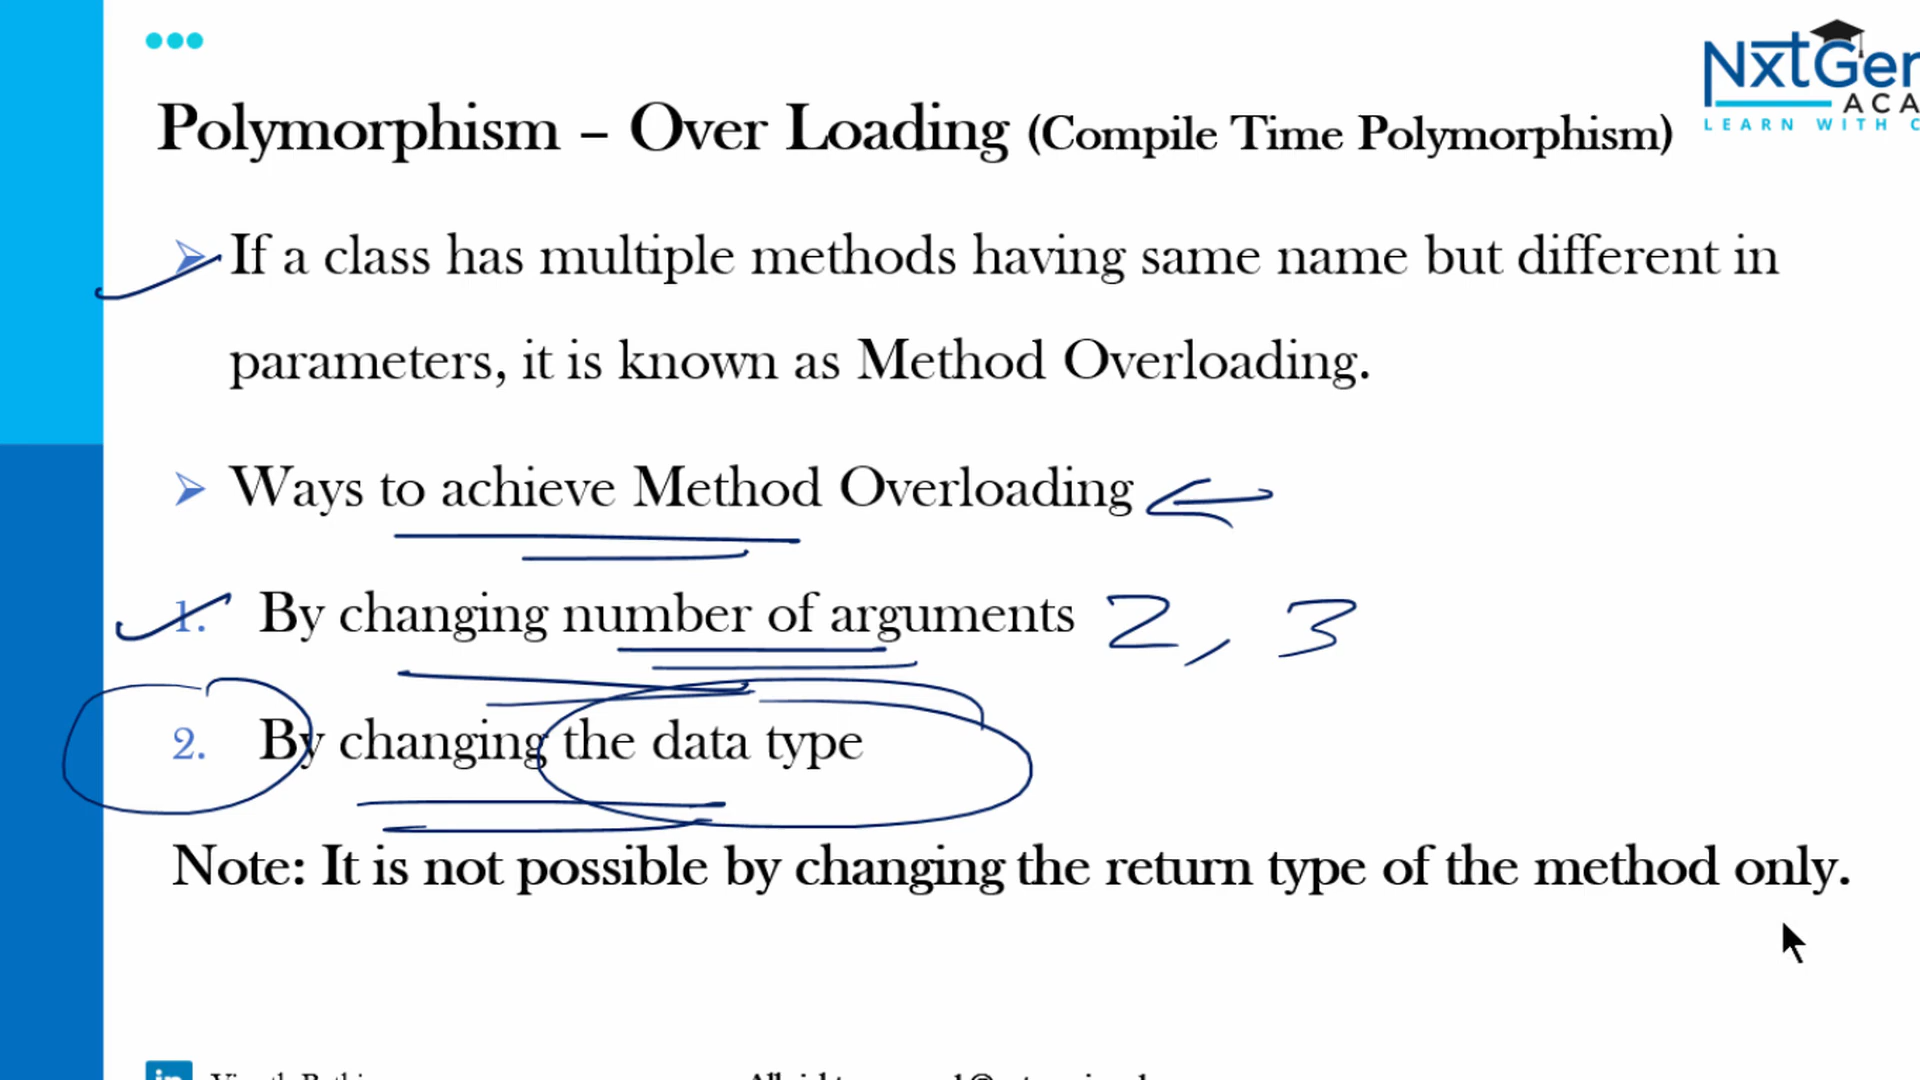 NxtGen
ACA
LEARN WITH C
Polymorphism – Over Loading (Compile Time Polymorphism)
➢ If a class has multiple methods having same name but different in
parameters, it is known as Method Overloading.
➢ Ways to achieve Method Overloading
1. By changing number of arguments 2, 3
2. By changing the data type
Note: It is not possible by changing the return type of the method only.
in